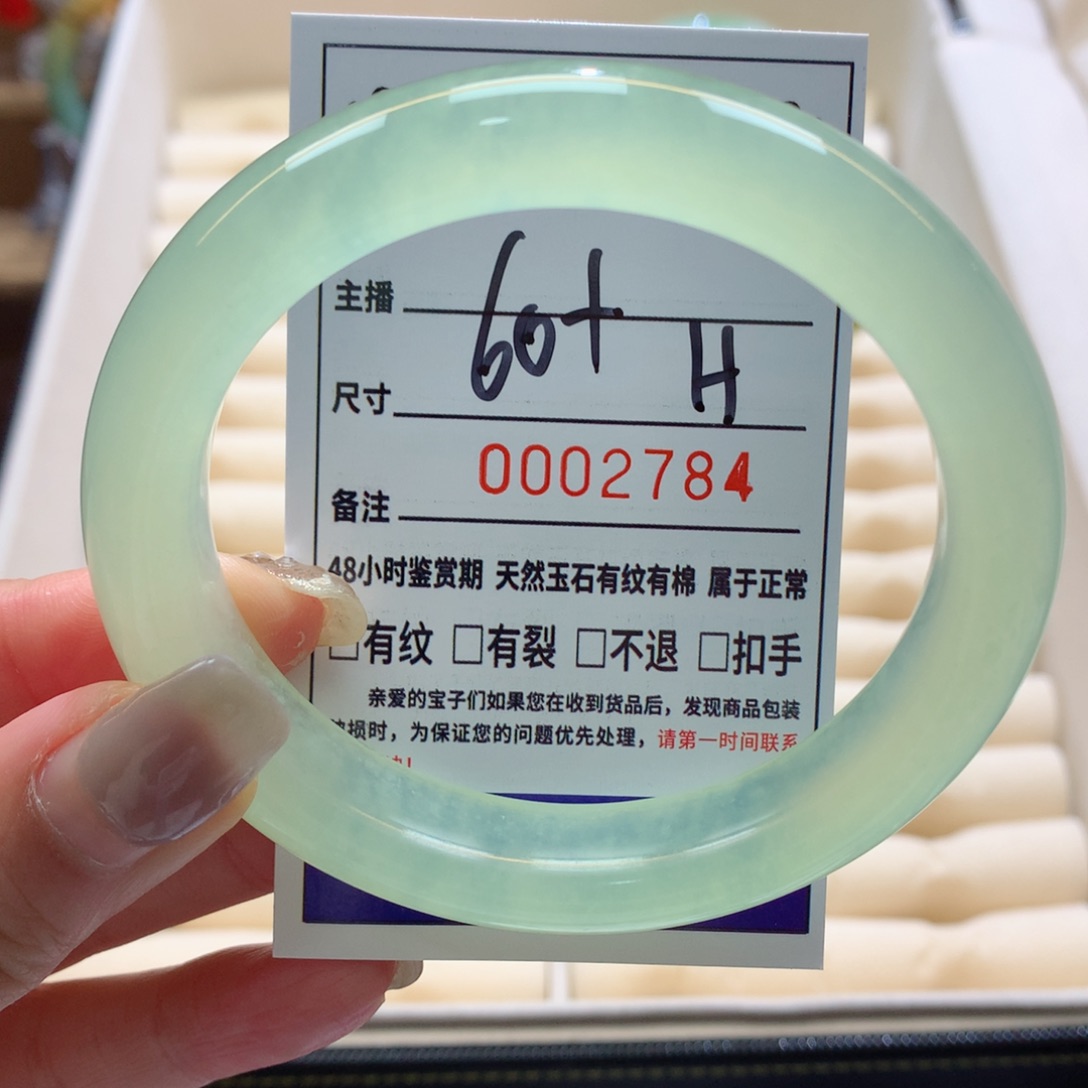 主播
60+
H
尺寸
0002784
备注
48小时鉴赏期 天然玉石有纹有棉 属于正常
□有纹 □有裂 □不退 □扣手
亲爱的宝子们如果您在收到货品后，发现商品包装
损时，为保证您的问题优先处理，请第一时间联系